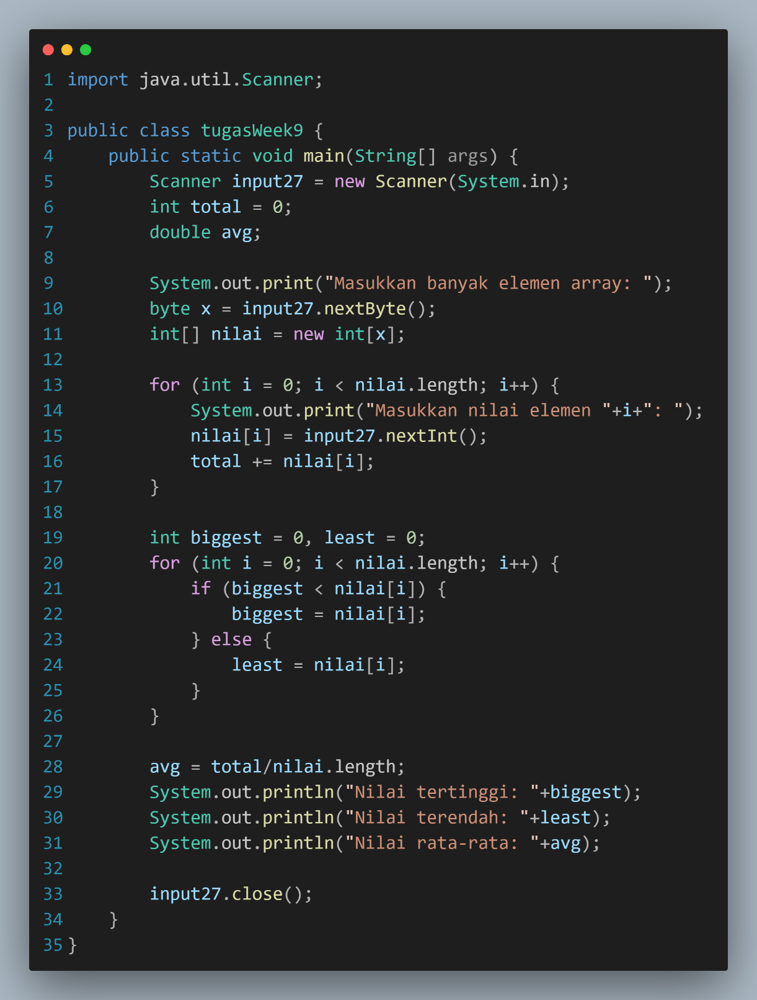 1 import java.util.Scanner;
2
3 public class tugasWeek9 {
4     public static void main(String[] args) {
5         Scanner input27 = new Scanner(System.in);
6         int total = 0;
7         double avg;
8
9         System.out.print("Masukkan banyak elemen array: ");
10         byte x = input27.nextByte();
11         int[] nilai = new int[x];
12
13         for (int i = 0; i < nilai.length; i++) {
14             System.out.print("Masukkan nilai elemen "+i+": ");
15             nilai[i] = input27.nextInt();
16             total += nilai[i];
17         }
18
19         int biggest = 0, least = 0;
20         for (int i = 0; i < nilai.length; i++) {
21             if (biggest < nilai[i]) {
22                 biggest = nilai[i];
23             } else {
24                 least = nilai[i];
25             }
26         }
27
28         avg = total/nilai.length;
29         System.out.println("Nilai tertinggi: "+biggest);
30         System.out.println("Nilai terendah: "+least);
31         System.out.println("Nilai rata-rata: "+avg);
32
33         input27.close();
34     }
35 }